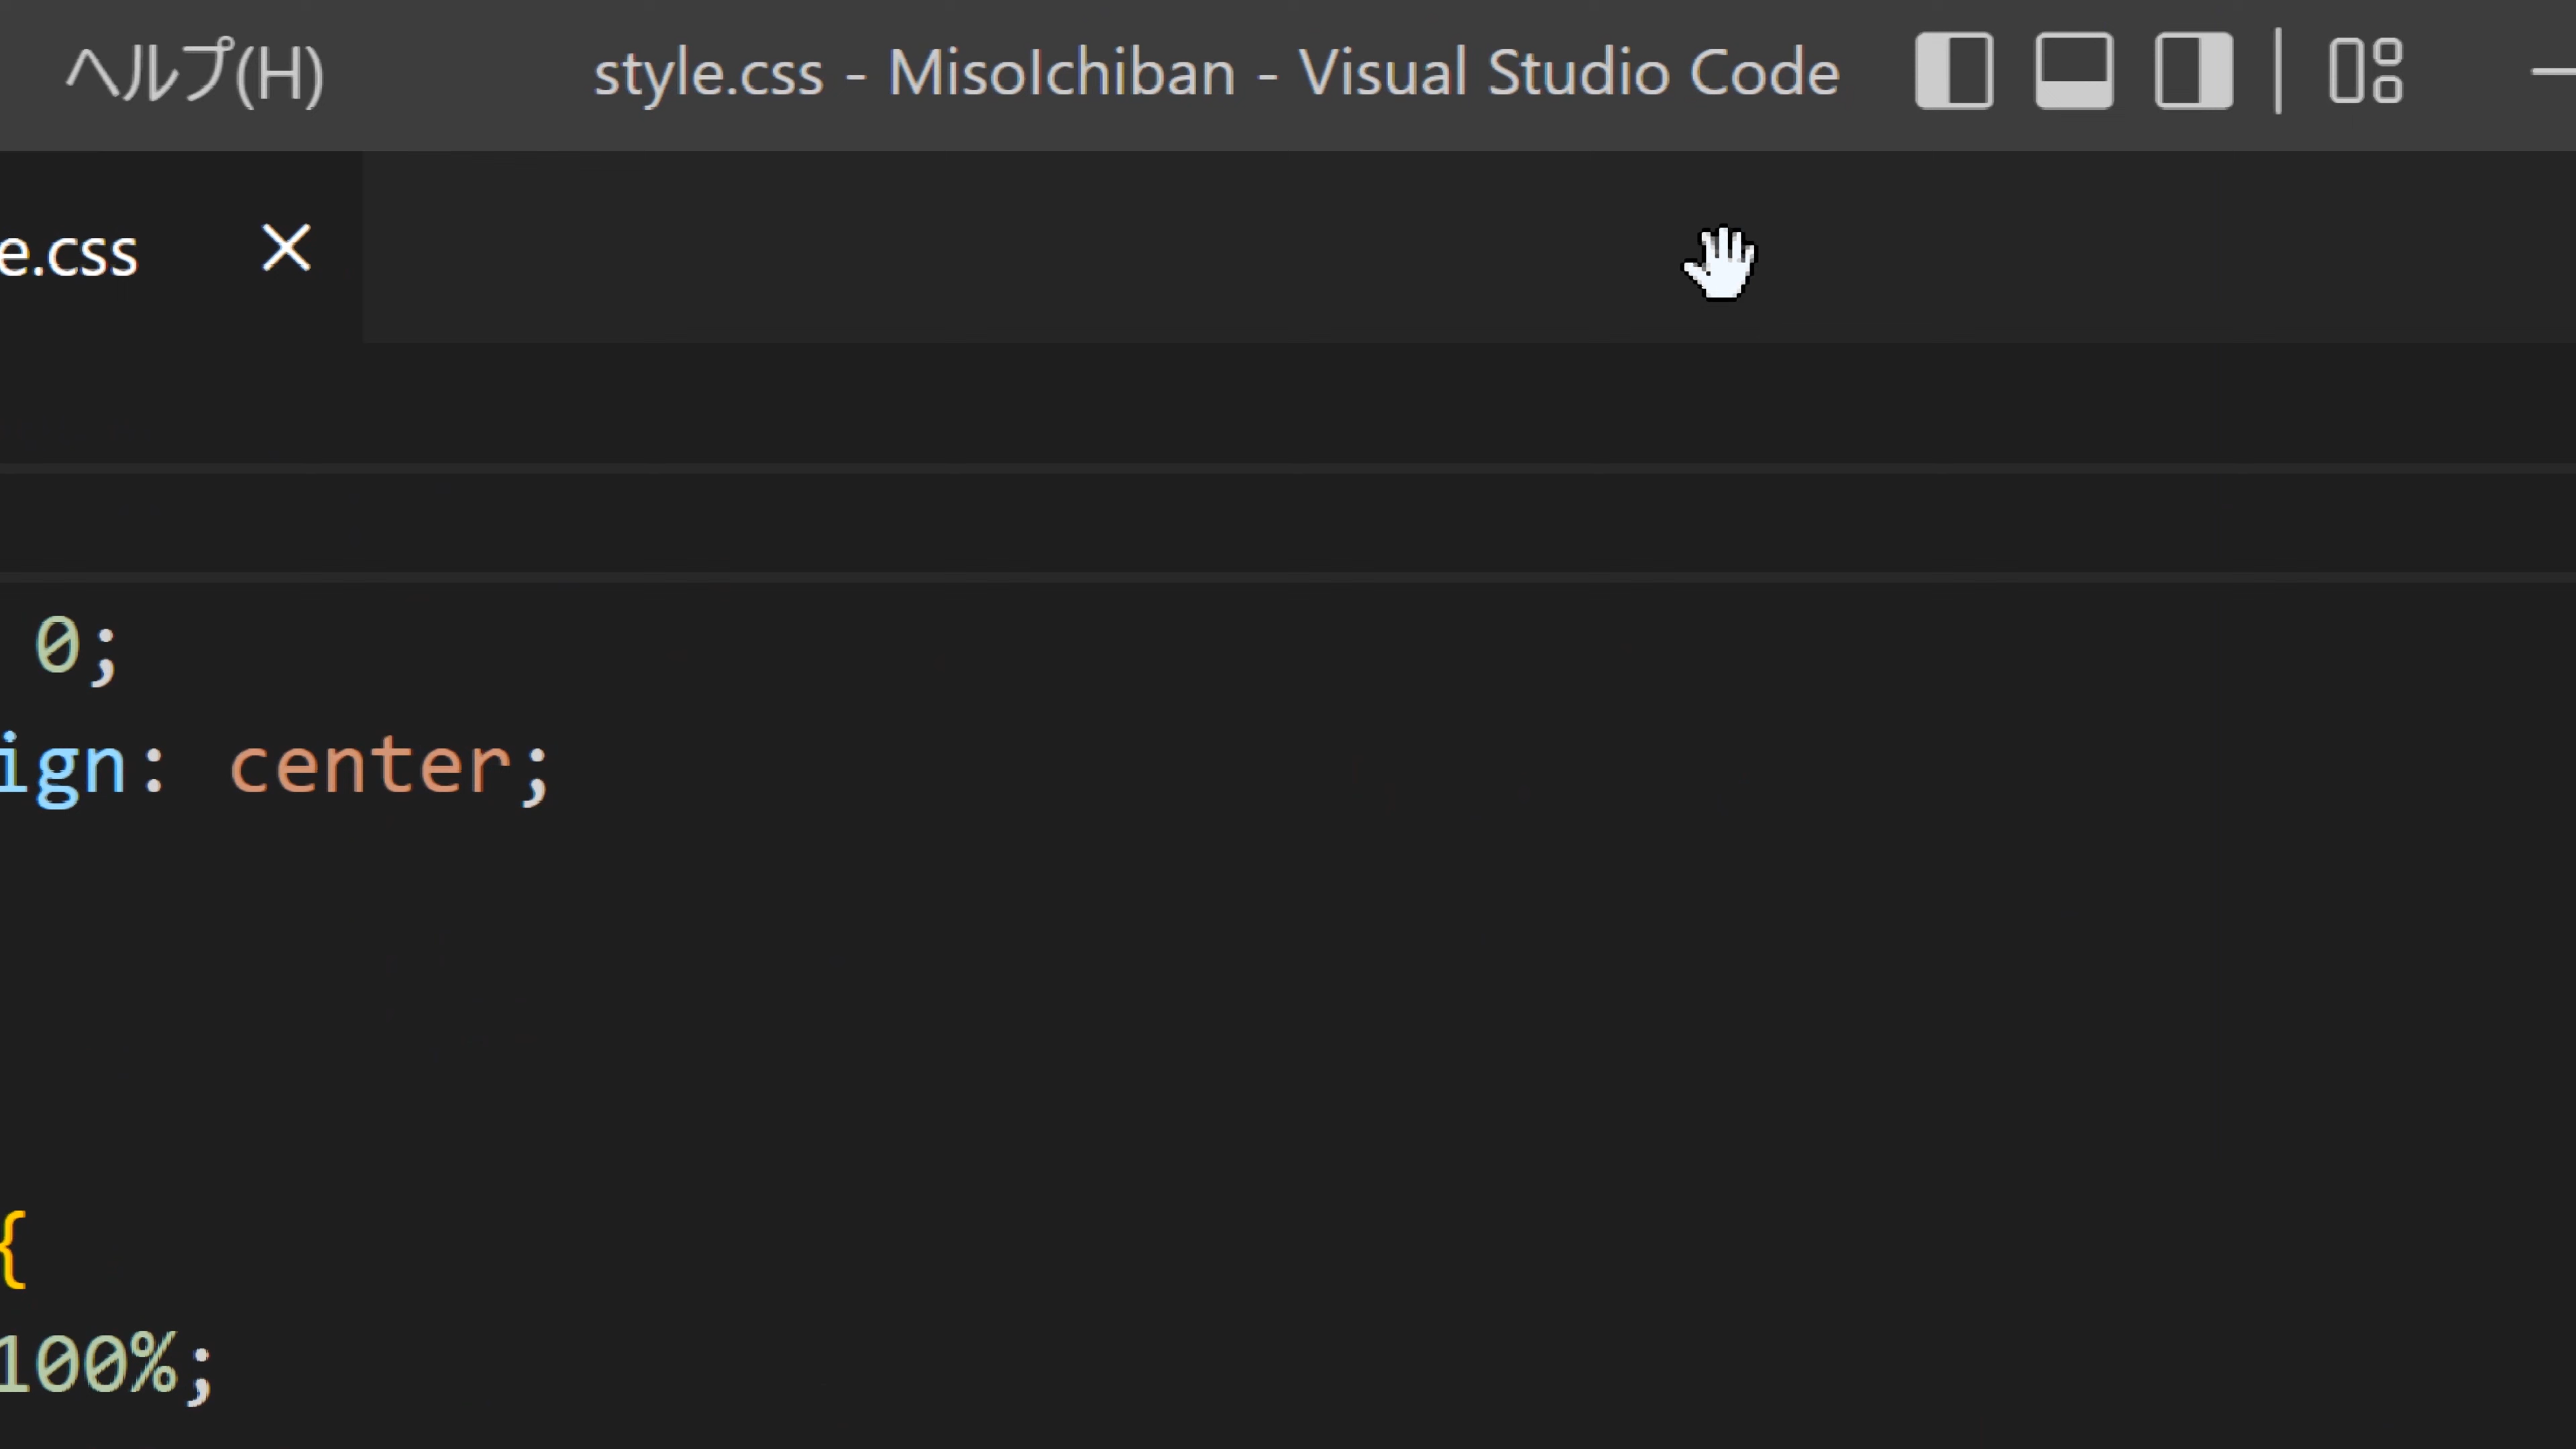 ヘルプ(H) style.css - MisoIchiban - Visual Studio Code
e.css
0;
ign: center;
{
100%;